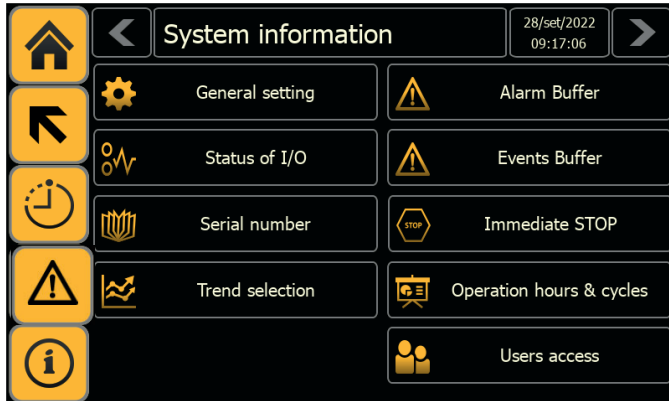 System information
28/set/2022
09:17:06
General setting
Alarm Buffer
Status of I/O
Events Buffer
Serial number
STOP
Immediate STOP
Trend selection
Operation hours & cycles
Users access